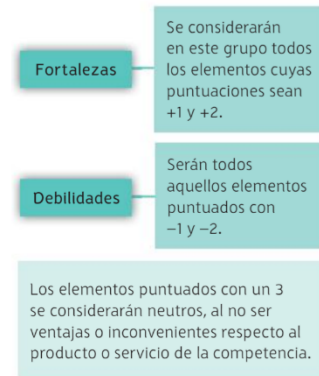 Fortalezas
Se considerarán
en este grupo todos
los elementos cuyas
puntuaciones sean
+1 y +2.
Debilidades
Serán todos
aquellos elementos
puntuados con
−1 y −2.
Los elementos puntuados con un 3
se considerarán neutros, al no ser
ventajas o inconvenientes respecto al
producto o servicio de la competencia.